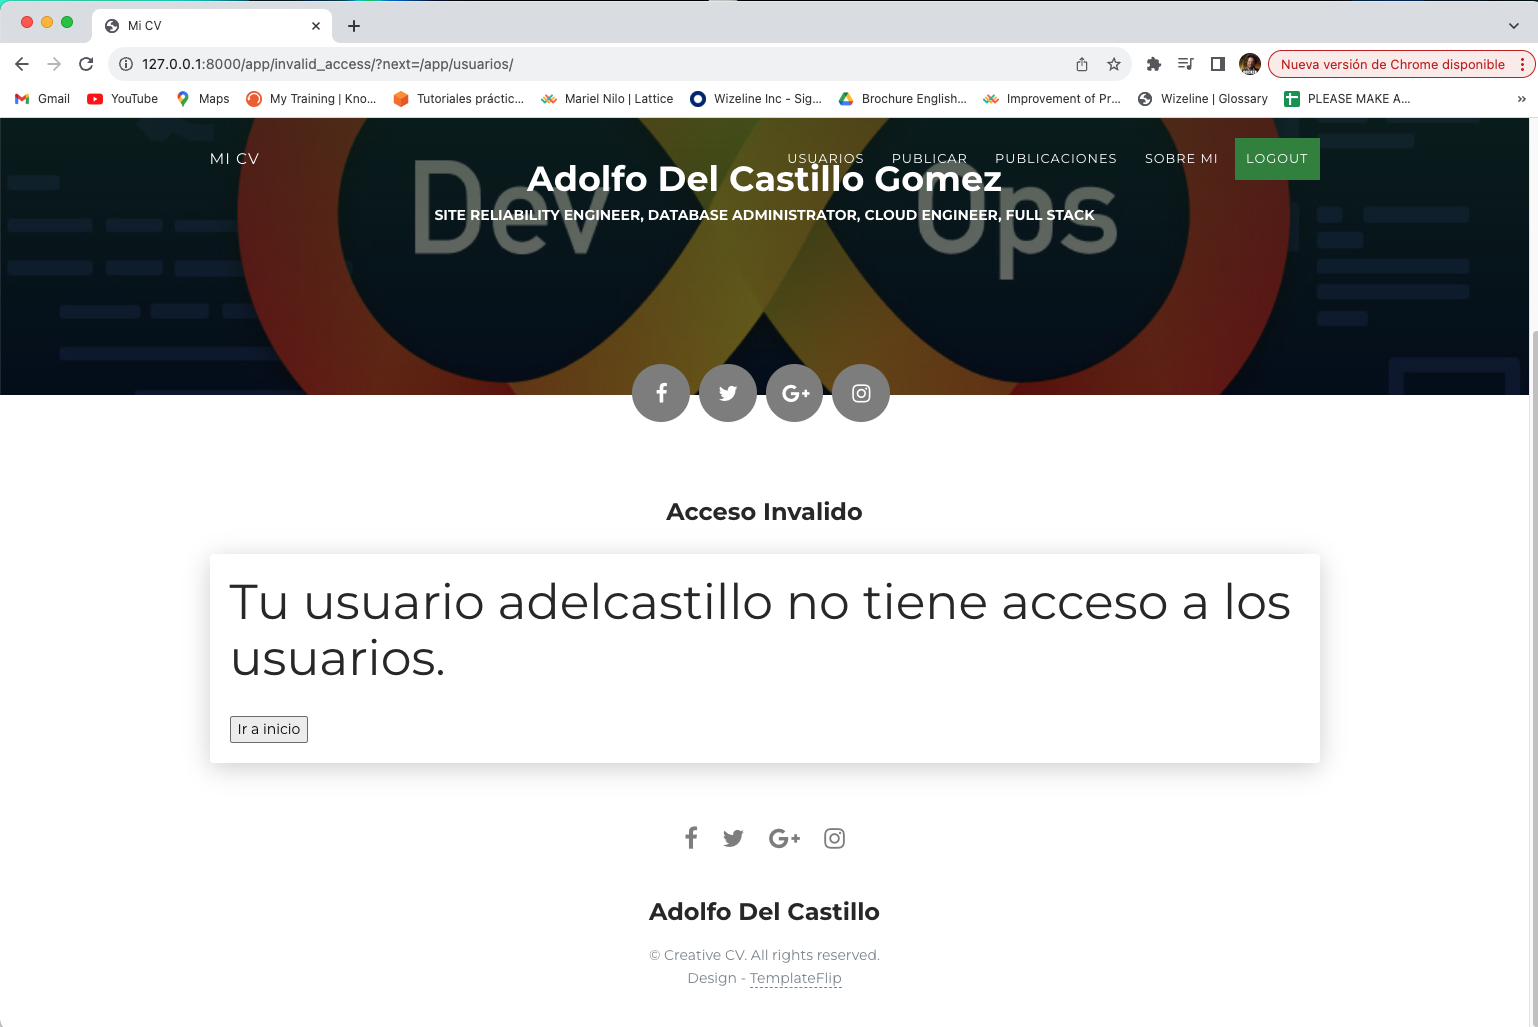 Mi CV
127.0.0.1:8000/app/invalid_access/?next=/app/usuarios/
Nueva versión de Chrome disponible
Gmail
YouTube
Maps
My Training | Kno...
Tutoriales práctic...
Mariel Nilo | Lattice
Wizeline Inc - Sig...
Brochure English...
Improvement of Pr...
Wizeline | Glossary
PLEASE MAKE A...
MI CV
USUARIOS
PUBLICAR
PUBLICACIONES
SOBRE MI
LOGOUT
Dev Ops
Adolfo Del Castillo Gomez
SITE RELIABILITY ENGINEER, DATABASE ADMINISTRATOR, CLOUD ENGINEER, FULL STACK
Acceso Invalido
Tu usuario adelcastillo no tiene acceso a los
usuarios.
Ir a inicio
Adolfo Del Castillo
© Creative CV. All rights reserved.
Design - TemplateFlip